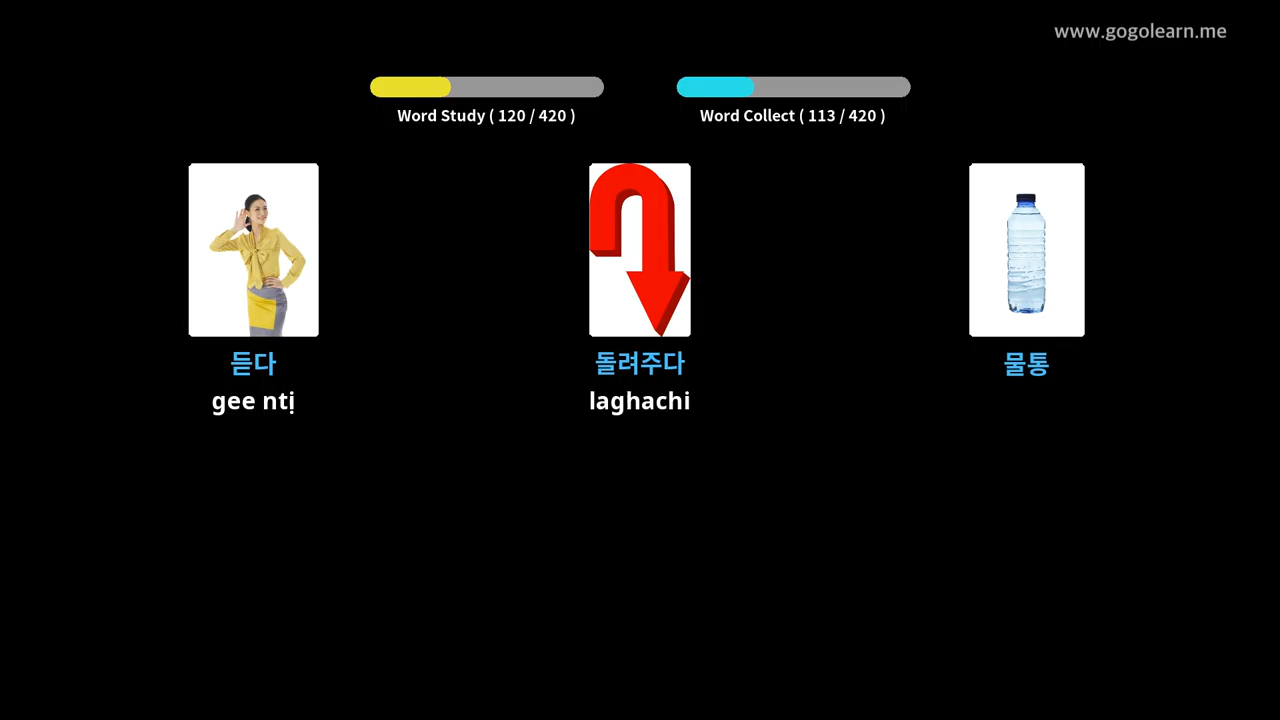 www.gogolearn.me
Word Study ( 120 / 420 )
Word Collect ( 113 / 420 )
듣다
gee ntị
돌려주다
laghachi
물통